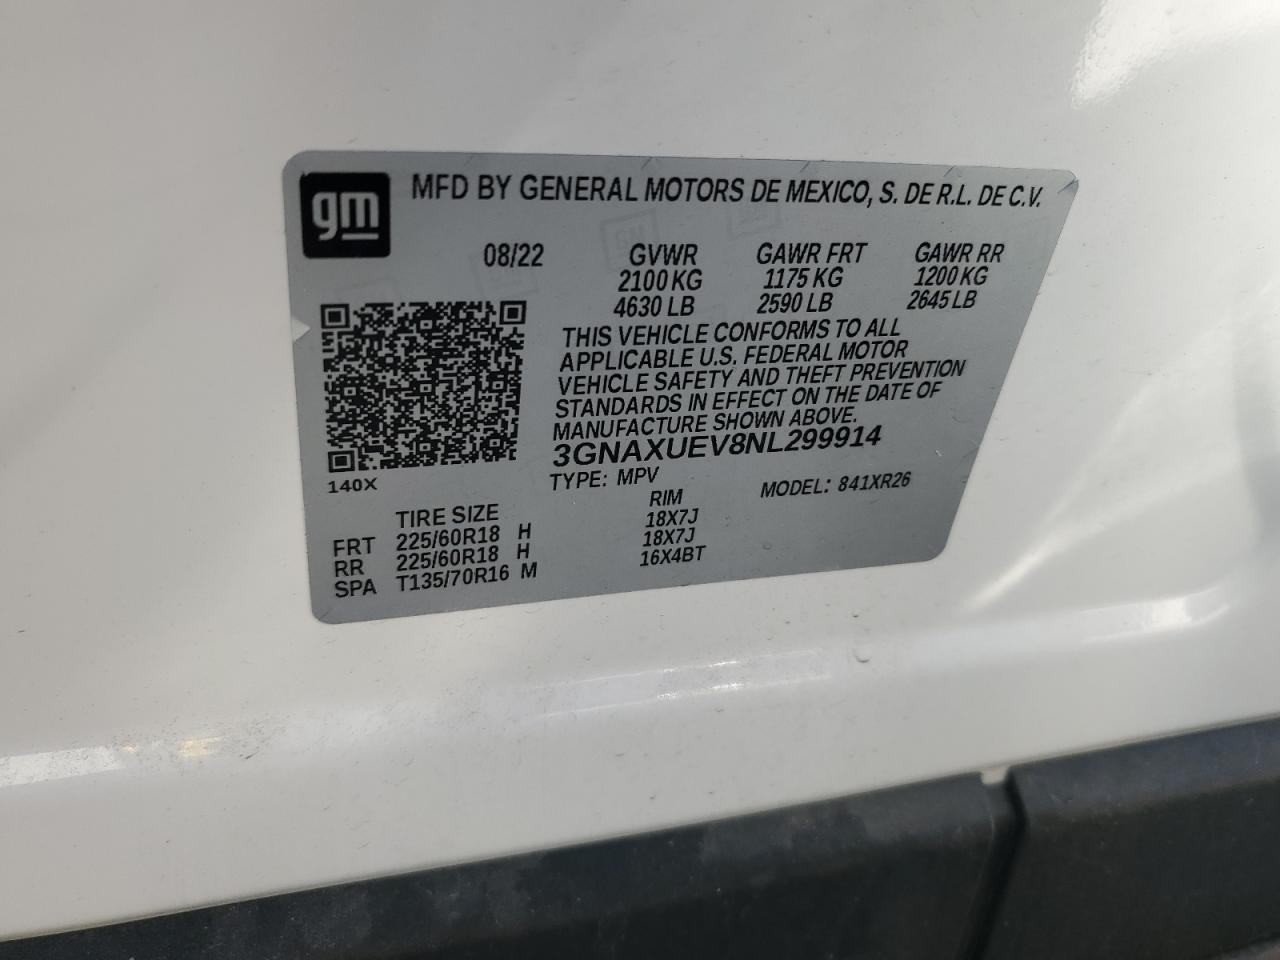 gm
MFD BY GENERAL MOTORS DE MEXICO, S. DE R.L. DE C.V.
08/22 GVWR GAWR FRT GAWR RR
2100 KG 1175 KG 1200 KG
4630 LB 2590 LB 2645 LB
THIS VEHICLE CONFORMS TO ALL
APPLICABLE U.S. FEDERAL MOTOR
VEHICLE SAFETY AND THEFT PREVENTION
STANDARDS IN EFFECT ON THE DATE OF
MANUFACTURE SHOWN ABOVE.
3GNAXUEV8NL299914
140X
TYPE: MPV MODEL: 841XR26
TIRE SIZE RIM
FRT 225/60R18 H 18X7J
RR 225/60R18 H 18X7J
SPA T135/70R16 M 16X4BT